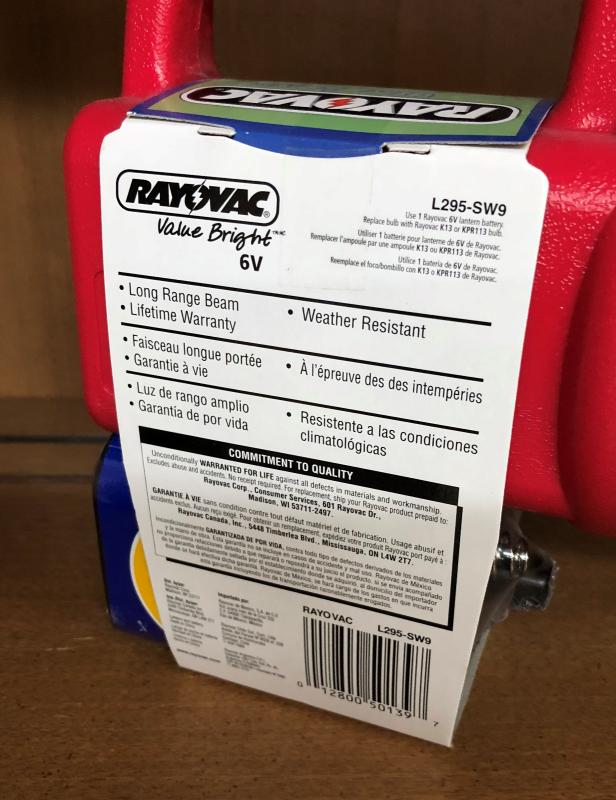 RAYOVAC
RAYOVAC®
Value Bright™
6V
L295-SW9
Use 1 Rayovac 6V lantern battery.
Replace bulb with Rayovac K13 or KPR113 bulb.
Utiliser 1 batterie pour lanterne de 6V de Rayovac.
Remplacer l'ampoule par une ampoule K13 ou KPR113 de Rayovac.
Utilice 1 batería de 6V de Rayovac.
Reemplace el foco/bombillo con K13 o KPR113 de Rayovac.
• Long Range Beam
• Lifetime Warranty
• Weather Resistant
• Faisceau longue portée
• Garantie à vie
• À l'épreuve des des intempéries
• Luz de rango amplio
• Garantía de por vida
• Resistente a las condiciones
climatológicas
COMMITMENT TO QUALITY
Unconditionally WARRANTED FOR LIFE against all defects in materials and workmanship.
Excludes abuse and accidents. No receipt required. For replacement, ship your Rayovac product prepaid to:
Rayovac Corp., Consumer Services, 601 Rayovac Dr.,
Madison, WI 53711-2497.
GARANTIE À VIE sans condition contre tout défaut matériel et de fabrication. Usage abusif et
accidents exclus. Aucun reçu exigé. Pour obtenir un remplacement, expédiez votre produit Rayovac port payé à :
Rayovac Canada, Inc., 5448 Timberlea Blvd., Mississauga, ON L4W 2T7.
Incondicionalmente GARANTIZADA DE POR VIDA, contra todo tipo de defectos derivados de los materiales
RAYOVAC L295-SW9
0 12800 50139 7